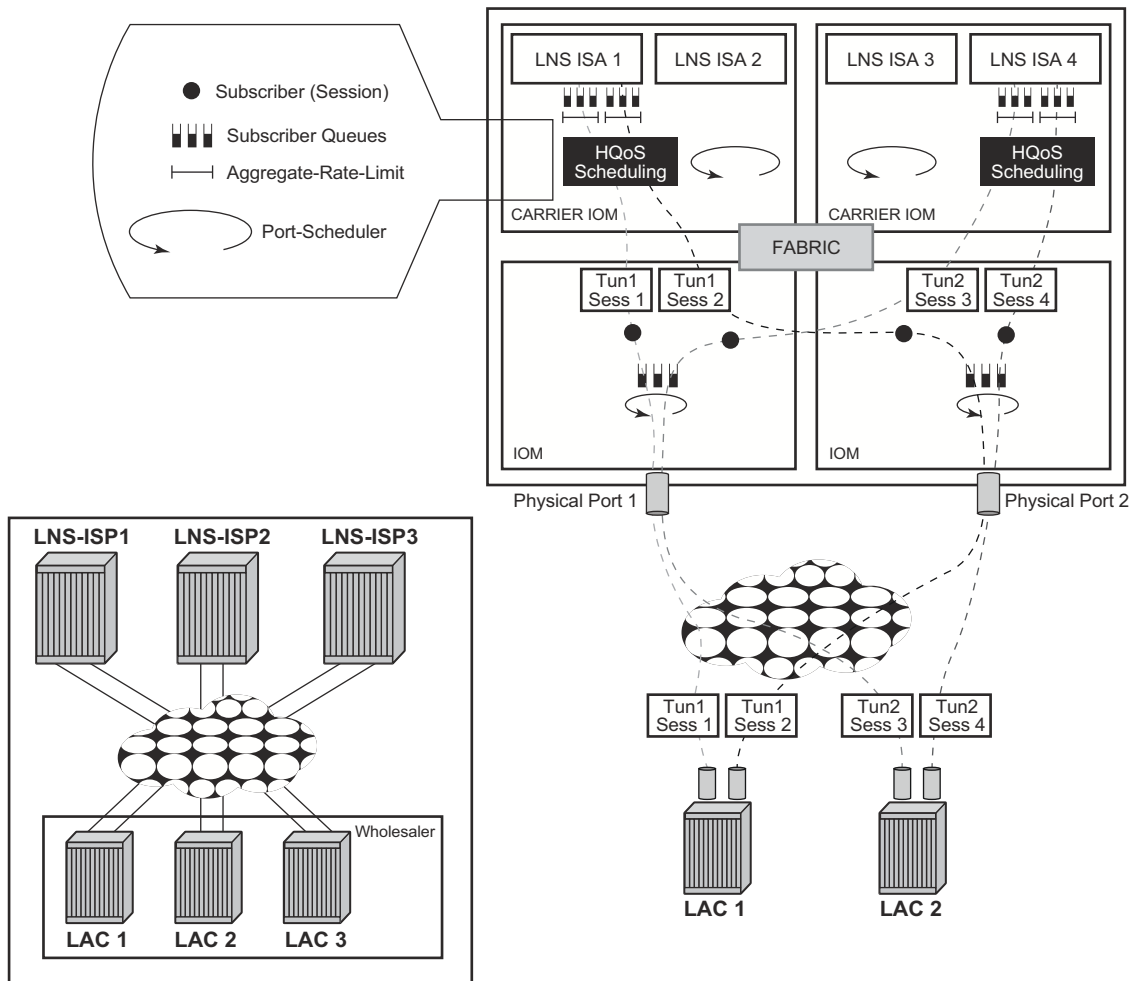 LNS ISA 1
LNS ISA 2
LNS ISA 3
LNS ISA 4
Subscriber (Session)
Subscriber Queues
Aggregate-Rate-Limit
Port-Scheduler
HQoS
Scheduling
HQoS
Scheduling
CARRIER IOM
CARRIER IOM
FABRIC
Tun1
Sess 1
Tun1
Sess 2
Tun2
Sess 3
Tun2
Sess 4
IOM
IOM
Physical Port 1
Physical Port 2
LNS-ISP1
LNS-ISP2
LNS-ISP3
Wholesaler
LAC 1
LAC 2
LAC 3
Tun1
Sess 1
Tun1
Sess 2
Tun2
Sess 3
Tun2
Sess 4
LAC 1
LAC 2